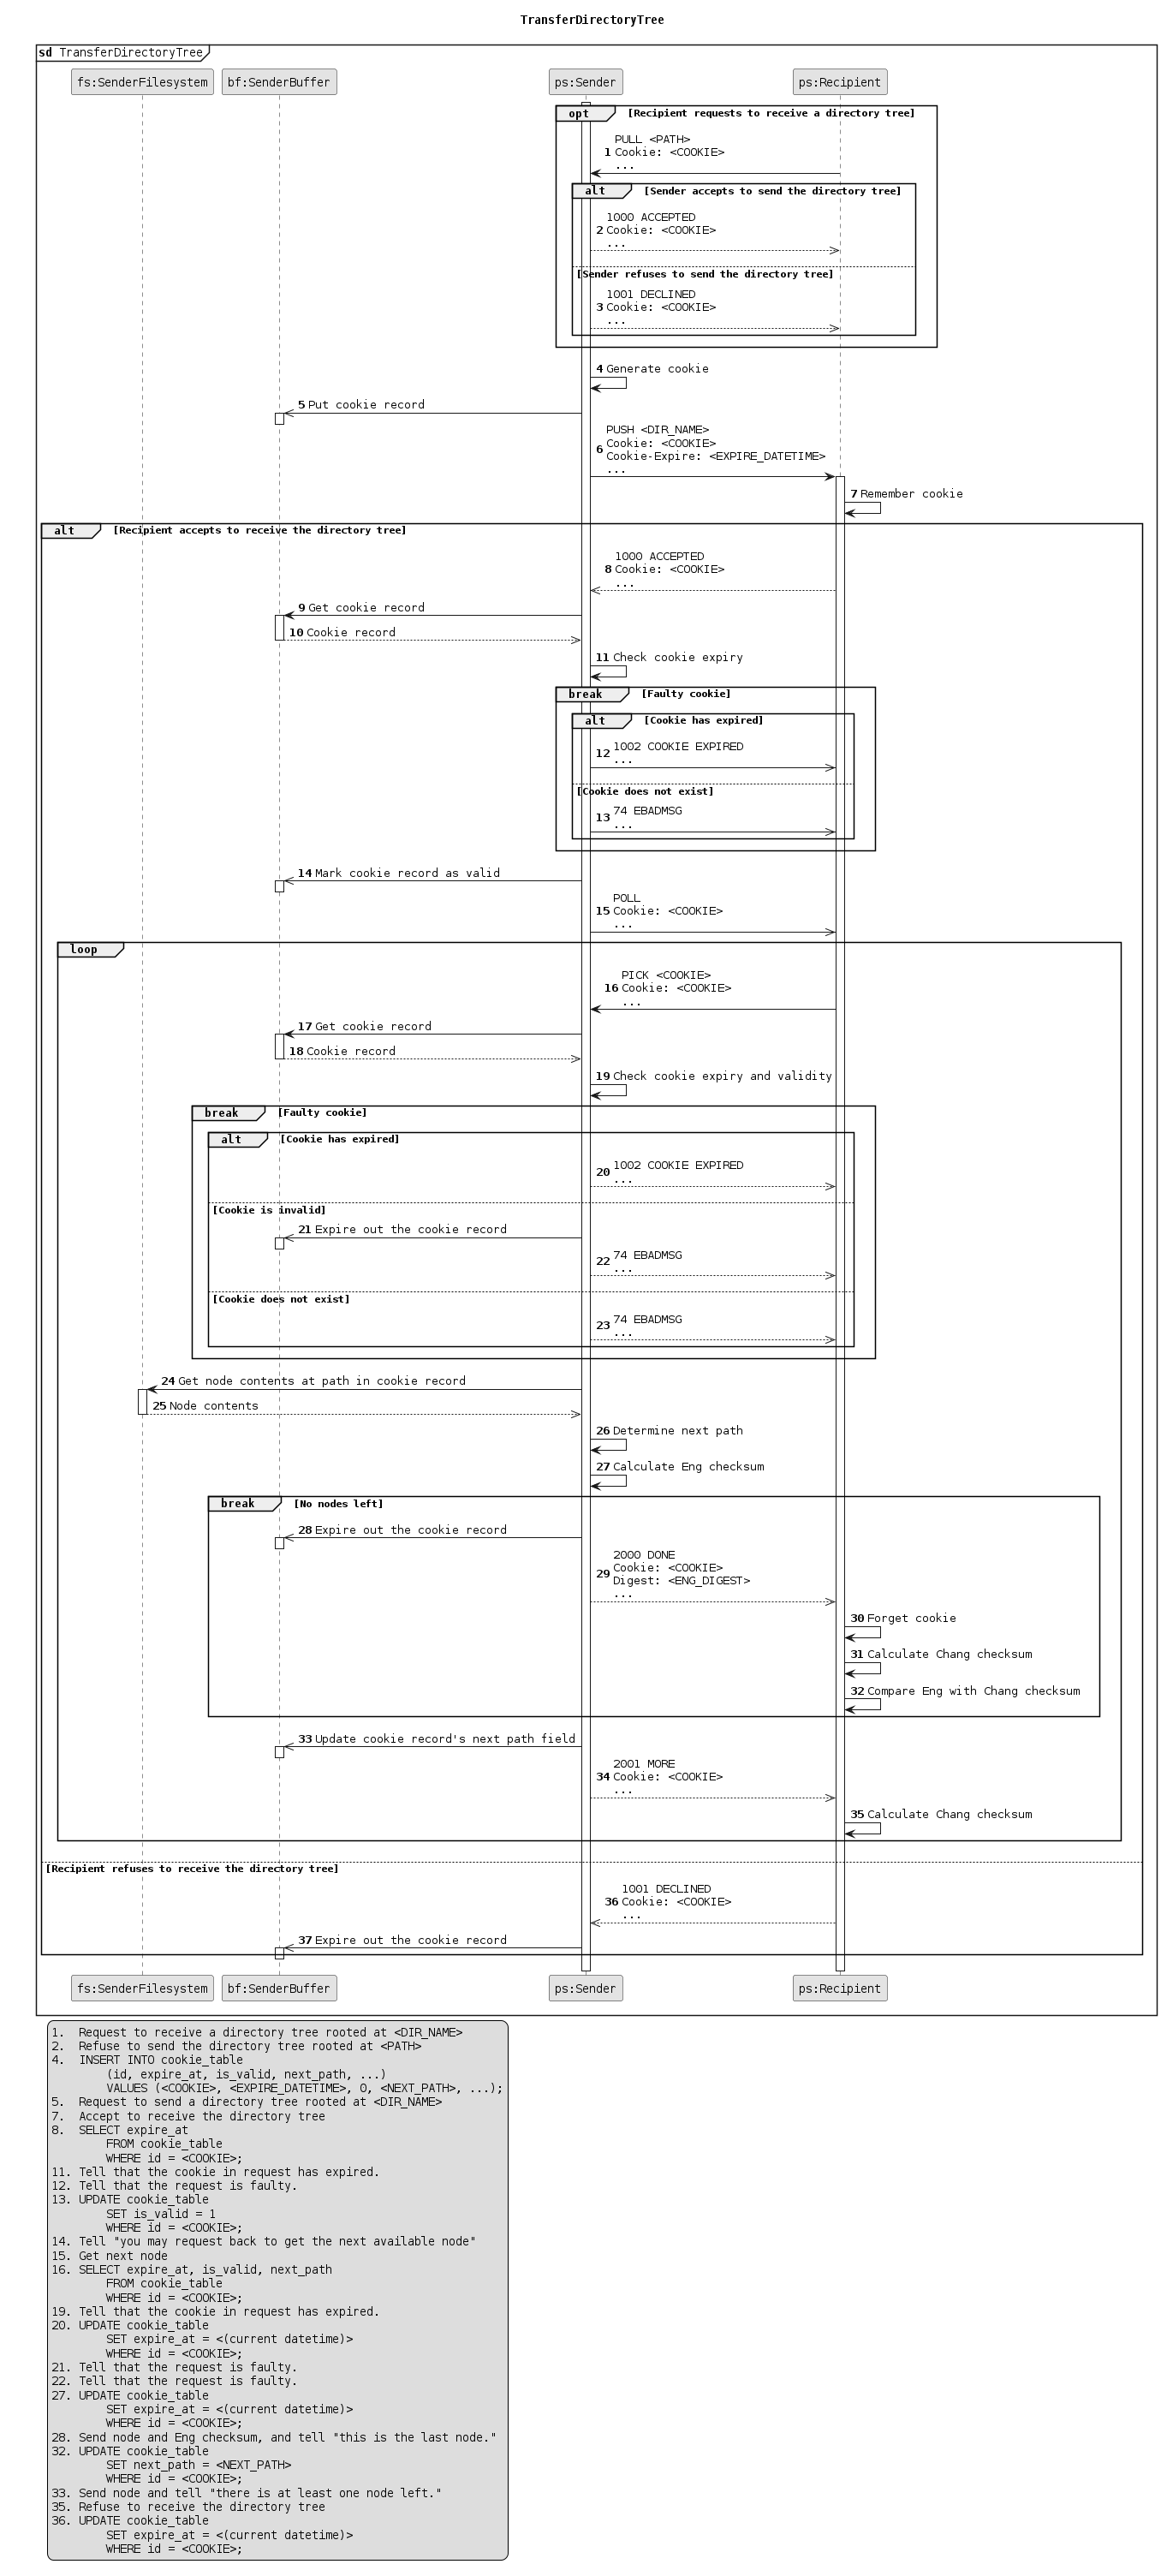 TransferDirectoryTree
sd TransferDirectoryTree
fs:SenderFilesystem bf:SenderBuffer ps:Sender ps:Recipient
opt [Recipient requests to receive a directory tree]
PULL <PATH>
1 Cookie: <COOKIE>
...
alt [Sender accepts to send the directory tree]
1000 ACCEPTED
2 Cookie: <COOKIE>
...
[Sender refuses to send the directory tree]
1001 DECLINED
3 Cookie: <COOKIE>
...
4 Generate cookie
5 Put cookie record
PUSH <DIR_NAME>
Cookie: <COOKIE>
6 Cookie-Expire: <EXPIRE_DATETIME>
...
7 Remember cookie
alt [Recipient accepts to receive the directory tree]
1000 ACCEPTED
8 Cookie: <COOKIE>
...
9 Get cookie record
10 Cookie record
11 Check cookie expiry
break [Faulty cookie]
alt [Cookie has expired]
12 1002 COOKIE EXPIRED
...
[Cookie does not exist]
13 74 EBADMSG
...
14 Mark cookie record as valid
POLL
15 Cookie: <COOKIE>
...
loop
PICK <COOKIE>
16 Cookie: <COOKIE>
...
17 Get cookie record
18 Cookie record
19 Check cookie expiry and validity
break [Faulty cookie]
alt [Cookie has expired]
20 1002 COOKIE EXPIRED
...
[Cookie is invalid]
21 Expire out the cookie record
22 74 EBADMSG
...
[Cookie does not exist]
23 74 EBADMSG
...
24 Get node contents at path in cookie record
25 Node contents
26 Determine next path
27 Calculate Eng checksum
break [No nodes left]
28 Expire out the cookie record
2000 DONE
Cookie: <COOKIE>
29 Digest: <ENG_DIGEST>
...
30 Forget cookie
31 Calculate Chang checksum
32 Compare Eng with Chang checksum
33 Update cookie record's next path field
2001 MORE
34 Cookie: <COOKIE>
...
35 Calculate Chang checksum
[Recipient refuses to receive the directory tree]
1001 DECLINED
36 Cookie: <COOKIE>
...
37 Expire out the cookie record
fs:SenderFilesystem bf:SenderBuffer ps:Sender ps:Recipient
1. Request to receive a directory tree rooted at <DIR_NAME>
2. Refuse to send the directory tree rooted at <PATH>
4. INSERT INTO cookie_table
(id, expire_at, is_valid, next_path, ...)
VALUES (<COOKIE>, <EXPIRE_DATETIME>, 0, <NEXT_PATH>, ...);
5. Request to send a directory tree rooted at <DIR_NAME>
7. Accept to receive the directory tree
8. SELECT expire_at
FROM cookie_table
WHERE id = <COOKIE>;
11. Tell that the cookie in request has expired.
12. Tell that the request is faulty.
13. UPDATE cookie_table
SET is_valid = 1
WHERE id = <COOKIE>;
14. Tell "you may request back to get the next available node"
15. Get next node
16. SELECT expire_at, is_valid, next_path
FROM cookie_table
WHERE id = <COOKIE>;
19. Tell that the cookie in request has expired.
20. UPDATE cookie_table
SET expire_at = <(current datetime)>
WHERE id = <COOKIE>;
21. Tell that the request is faulty.
22. Tell that the request is faulty.
27. UPDATE cookie_table
SET expire_at = <(current datetime)>
WHERE id = <COOKIE>;
28. Send node and Eng checksum, and tell "this is the last node."
32. UPDATE cookie_table
SET next_path = <NEXT_PATH>
WHERE id = <COOKIE>;
33. Send node and tell "there is at least one node left."
35. Refuse to receive the directory tree
36. UPDATE cookie_table
SET expire_at = <(current datetime)>
WHERE id = <COOKIE>;